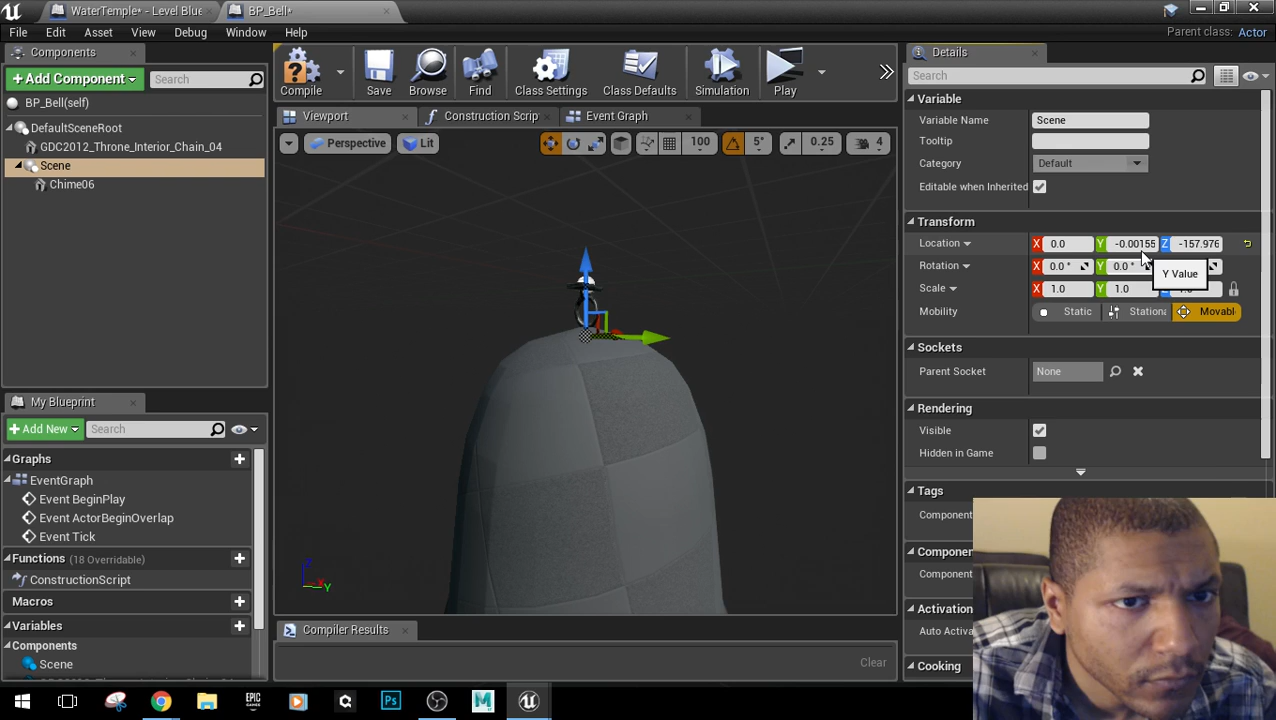 WaterTemple* - Level Blue
BP_Bell*
File Edit Asset View Debug Window Help
Parent class: Actor
Components
+Add Component Search
BP_Bell(self)
DefaultSceneRoot
GDC2012_Throne_Interior_Chain_04
Scene
Chime06
My Blueprint
+Add New Search
Graphs
EventGraph
Event BeginPlay
Event ActorBeginOverlap
Event Tick
Functions (18 Overridable)
ConstructionScript
Macros
Variables
Components
Scene
Compile Save Browse Find Class Settings Class Defaults Simulation Play
Viewport Construction Scrip Event Graph
Perspective Lit 100 5° 0.25 4
Z
X
Y
Compiler Results
Clear
Details
Search
Variable
Variable Name Scene
Tooltip
Category Default
Editable when Inherited
Transform
Location X 0.0 Y -0.00155 Z -157.976
Rotation X 0.0 ° Y 0.0 °
Y Value
Scale X 1.0 Y 1.0
Mobility Static Stationa Movabl
Sockets
Parent Socket None
Rendering
Visible
Hidden in Game
Tags
Component
Componen
Component
Activation
Auto Activa
Cooking
EPIC GAMES Ps M